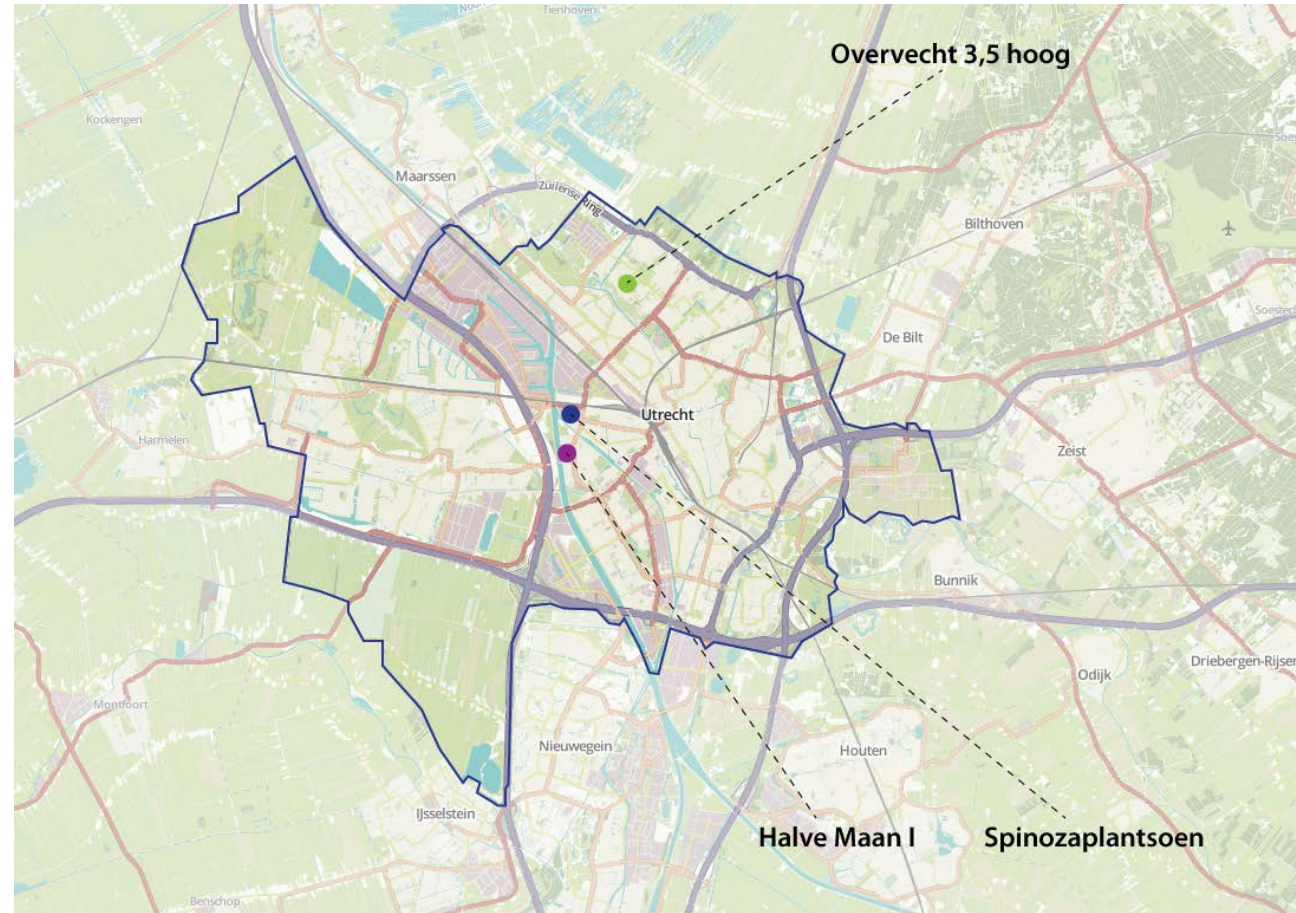 Tienhoven
Overvecht 3,5 hoog
Kockengen
Maarssen
Zuilense Ring
Bilthoven
De Bilt
Utrecht
Harmelen
Zeist
Bunnik
Driebergen-Rijsen
Odijk
Montfoort
Nieuwegein
Houten
IJsselstein
Halve Maan I
Spinozaplantsoen
Benschop